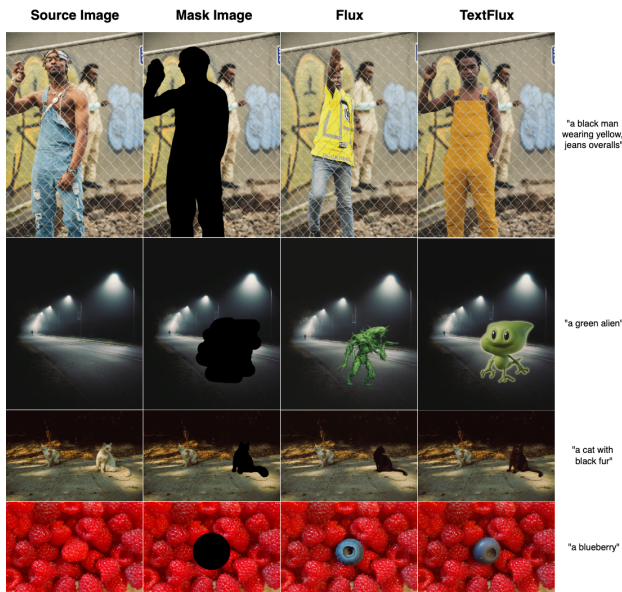 Source Image Mask Image Flux TextFlux
"a black man
wearing yellow,
jeans overalls"
"a green alien"
"a cat with
black fur"
"a blueberry"